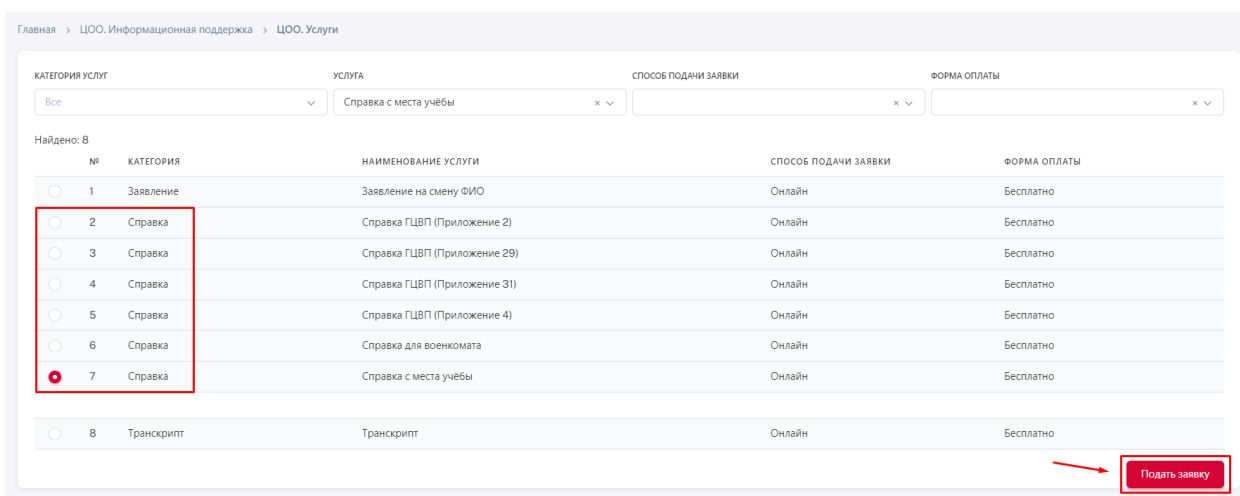 Главная > ЦОО. Информационная поддержка > ЦОО. Услуги
КАТЕГОРИЯ УСЛУГ УСЛУГА СПОСОБ ПОДАЧИ ЗАЯВКИ ФОРМА ОПЛАТЫ
Все Справка с места учёбы
Найдено: 8
№ КАТЕГОРИЯ НАИМЕНОВАНИЕ УСЛУГИ СПОСОБ ПОДАЧИ ЗАЯВКИ ФОРМА ОПЛАТЫ
1 Заявление Заявление на смену ФИО Онлайн Бесплатно
2 Справка Справка ГЦВП (Приложение 2) Онлайн Бесплатно
3 Справка Справка ГЦВП (Приложение 29) Онлайн Бесплатно
4 Справка Справка ГЦВП (Приложение 31) Онлайн Бесплатно
5 Справка Справка ГЦВП (Приложение 4) Онлайн Бесплатно
6 Справка Справка для военкомата Онлайн Бесплатно
7 Справка Справка с места учёбы Онлайн Бесплатно
8 Транскрипт Транскрипт Онлайн Бесплатно
Подать заявку